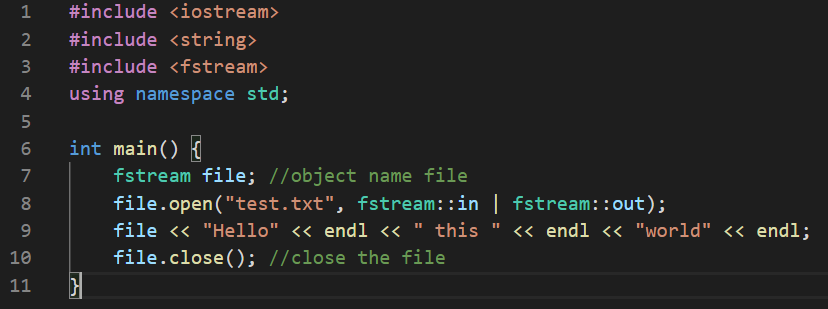 1 #include <iostream>
2 #include <string>
3 #include <fstream>
4 using namespace std;
5
6 int main() {
7     fstream file; //object name file
8     file.open("test.txt", fstream::in | fstream::out);
9     file << "Hello" << endl << " this " << endl << "world" << endl;
10     file.close(); //close the file
11 }